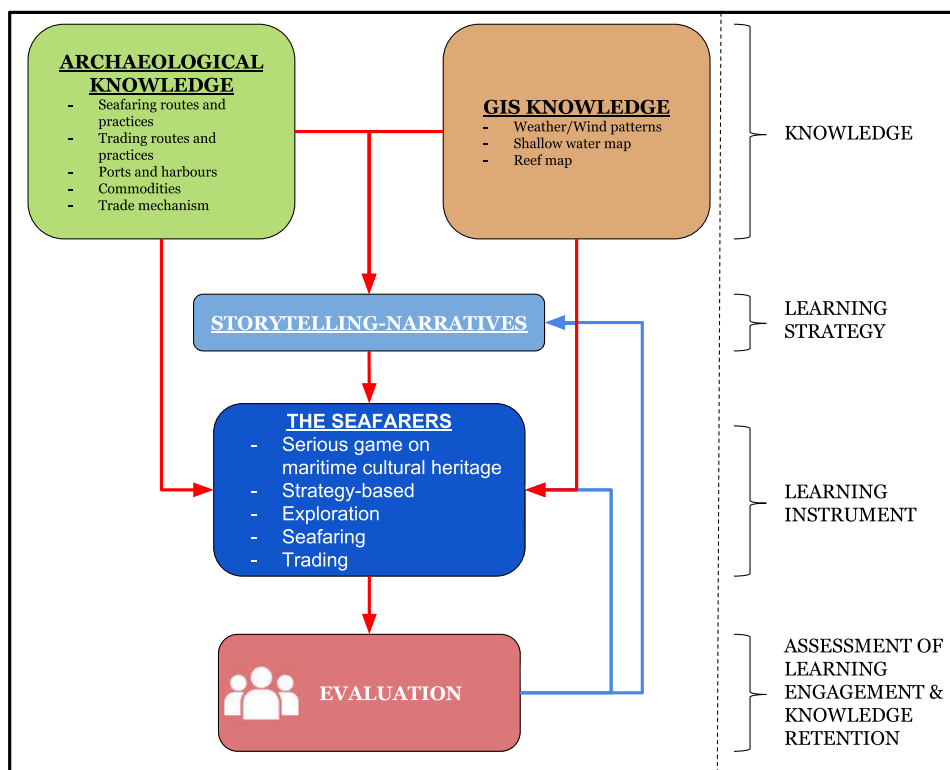 ARCHAEOLOGICAL
KNOWLEDGE
- Seafaring routes and
practices
- Trading routes and
practices
- Ports and harbours
- Commodities
- Trade mechanism
GIS KNOWLEDGE
- Weather/Wind patterns
- Shallow water map
- Reef map
KNOWLEDGE
STORYTELLING-NARRATIVES
LEARNING
STRATEGY
THE SEAFARERS
- Serious game on
maritime cultural heritage
- Strategy-based
- Exploration
- Seafaring
- Trading
LEARNING
INSTRUMENT
EVALUATION
ASSESSMENT OF
LEARNING
ENGAGEMENT &
KNOWLEDGE
RETENTION